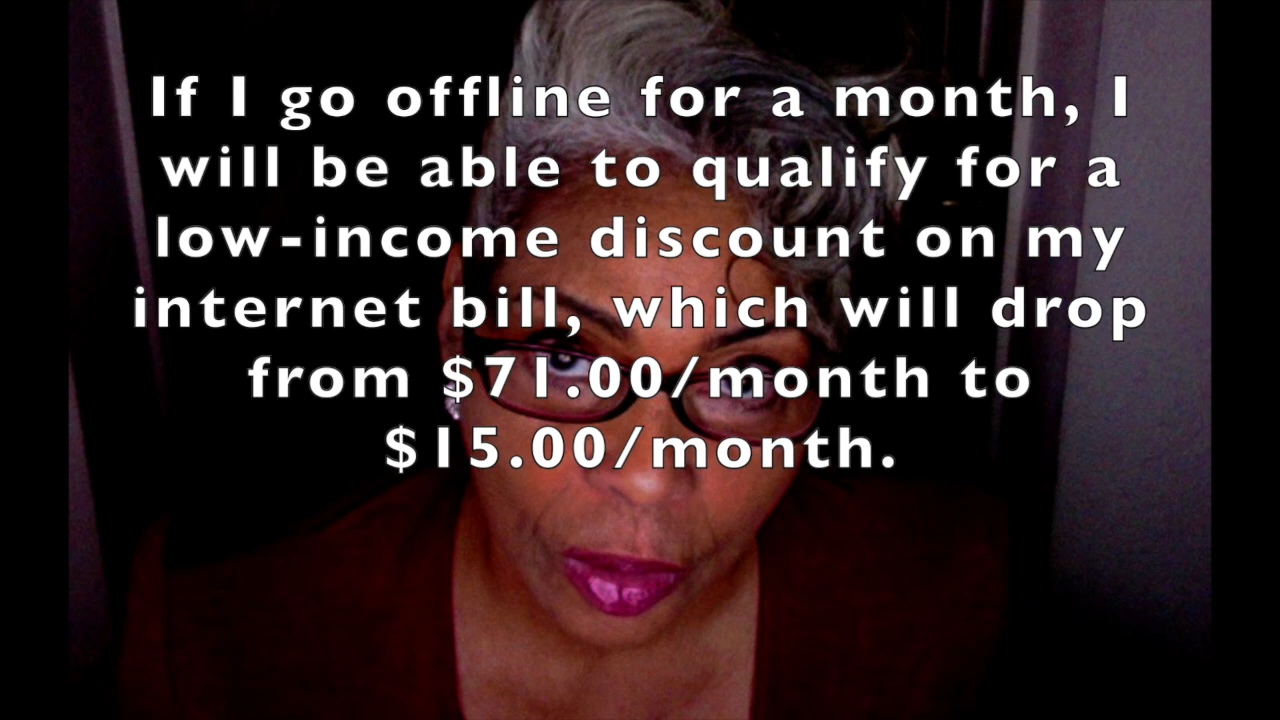 If I go offline for a month, I
will be able to qualify for a
low-income discount on my
internet bill, which will drop
from $71.00/month to
$15.00/month.